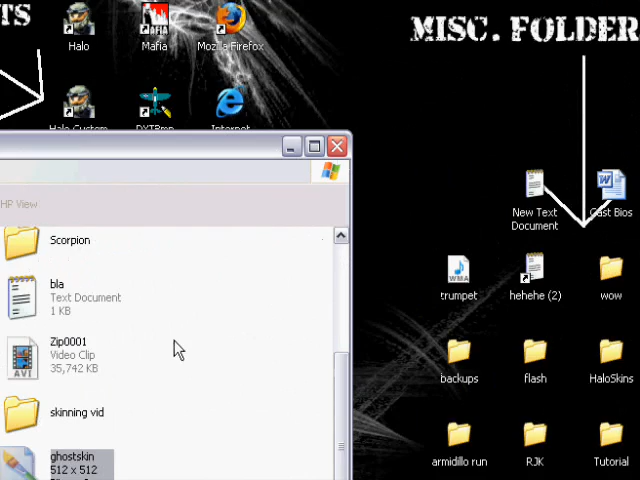 TS
MISC. FOLDER
Halo
Mafia
Mozilla Firefox
Halo Custom
DXTBmp
Internet
HP View
Scorpion
bla
Text Document
1 KB
Zip0001
Video Clip
35,742 KB
AVI
skinning vid
ghostskin
512 x 512
New Text
Document
Cast Bios
WMA
trumpet
hehehe (2)
wow
backups
flash
HaloSkins
armidillo run
RJK
Tutorial